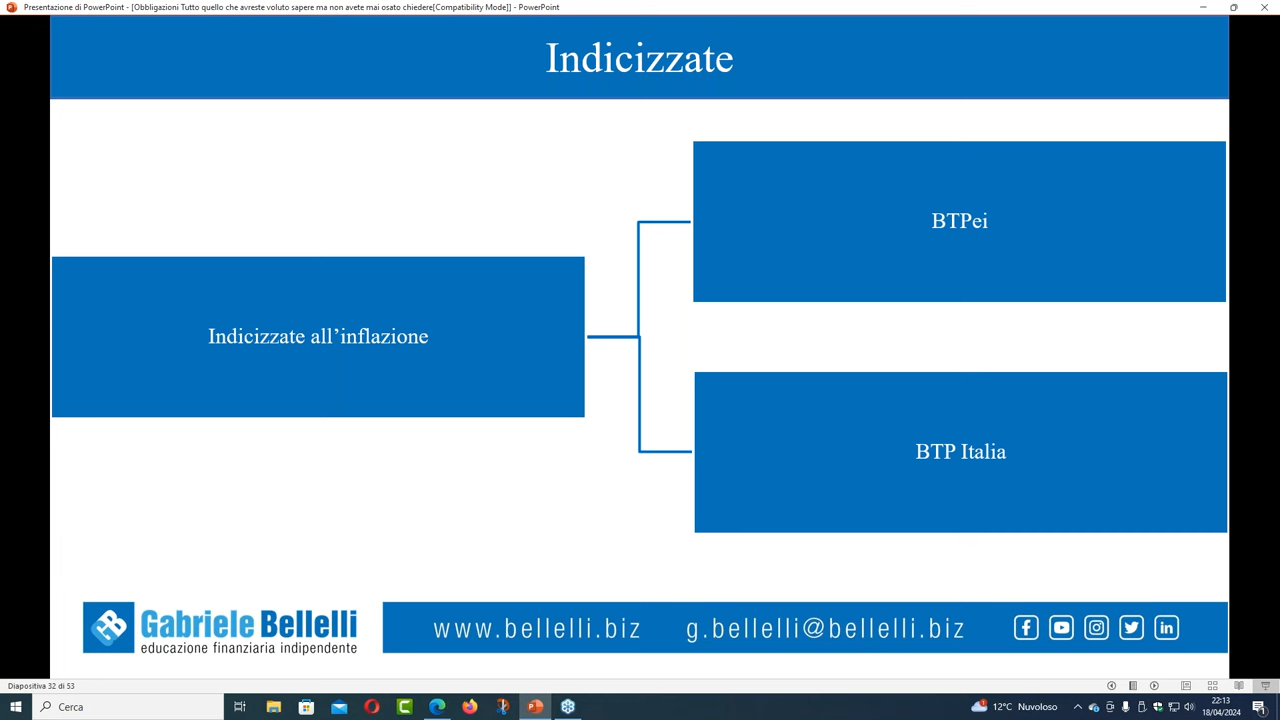 Presentazione di PowerPoint - [Obbligazioni Tutto quello che avreste voluto sapere ma non avete mai osato chiedere[Compatibility Mode]] - PowerPoint
Indicizzate
BTPei
Indicizzate all’inflazione
BTP Italia
Gabriele Bellelli
educazione finanziaria indipendente
www.bellelli.biz g.bellelli@bellelli.biz
Diapositiva 32 di 53
Cerca
12°C Nuvoloso
22:13
18/04/2024